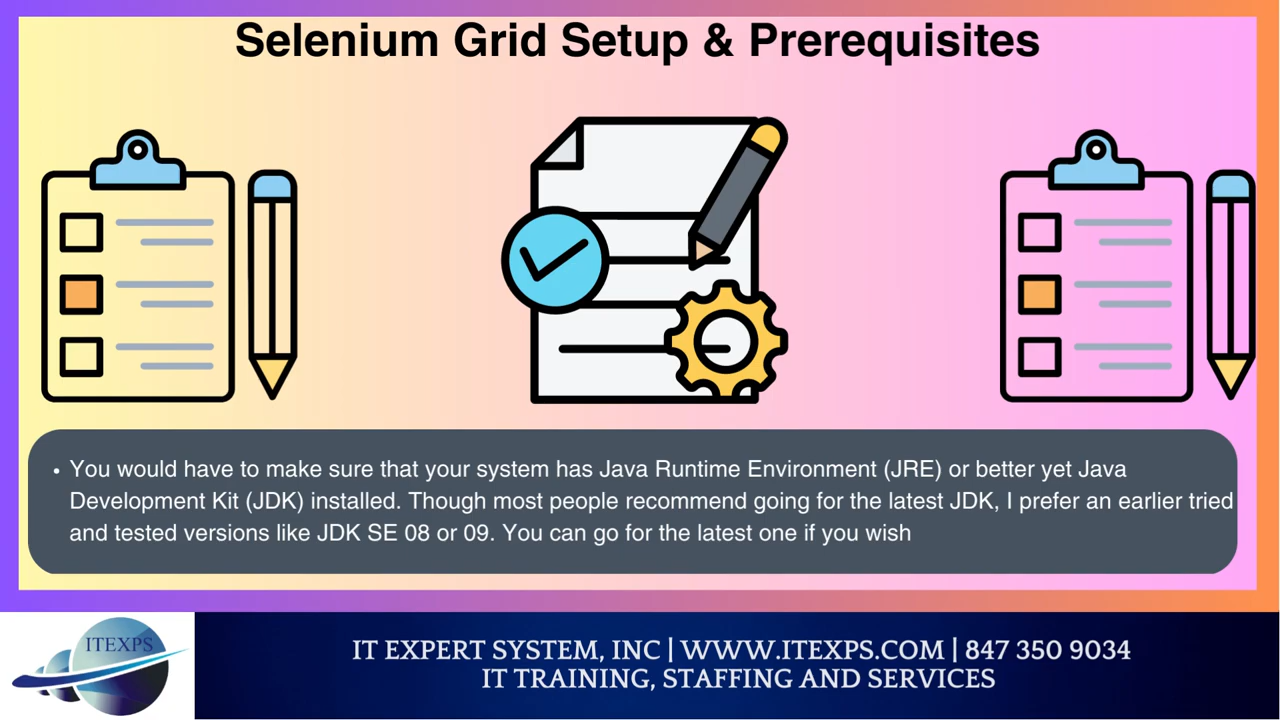 Selenium Grid Setup & Prerequisites
• You would have to make sure that your system has Java Runtime Environment (JRE) or better yet Java
Development Kit (JDK) installed. Though most people recommend going for the latest JDK, I prefer an earlier tried
and tested versions like JDK SE 08 or 09. You can go for the latest one if you wish
ITEXPS
IT EXPERT SYSTEM, INC | WWW.ITEXPS.COM | 847 350 9034
IT TRAINING, STAFFING AND SERVICES